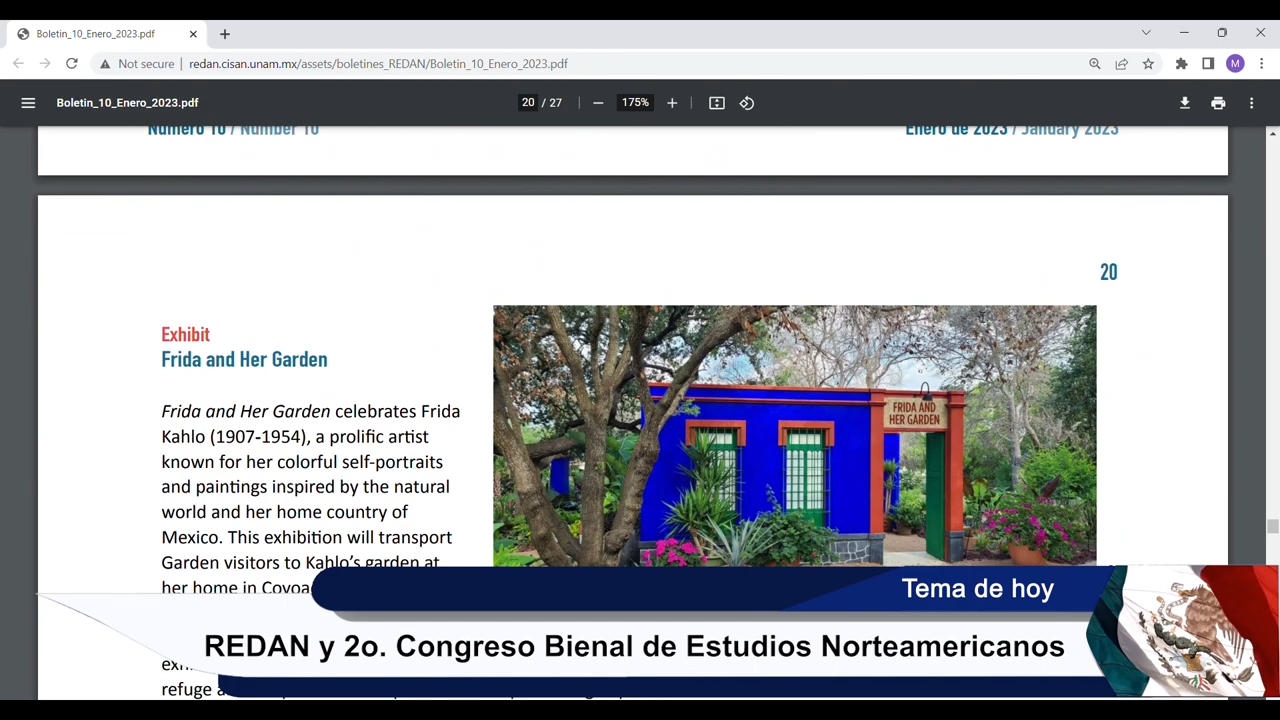 Boletin_10_Enero_2023.pdf
Not secure | redan.cisan.unam.mx/assets/boletines_REDAN/Boletin_10_Enero_2023.pdf
M
Boletin_10_Enero_2023.pdf
20 / 27
175%
Número 10 / Number 10
Enero de 2023 / January 2023
20
Exhibit
Frida and Her Garden
FRIDA AND
HER GARDEN
Frida and Her Garden celebrates Frida
Kahlo (1907-1954), a prolific artist
known for her colorful self-portraits
and paintings inspired by the natural
world and her home country of
Mexico. This exhibition will transport
Garden visitors to Kahlo's garden at
her home in
refuge
Tema de hoy
REDAN y 2o. Congreso Bienal de Estudios Norteamericanos